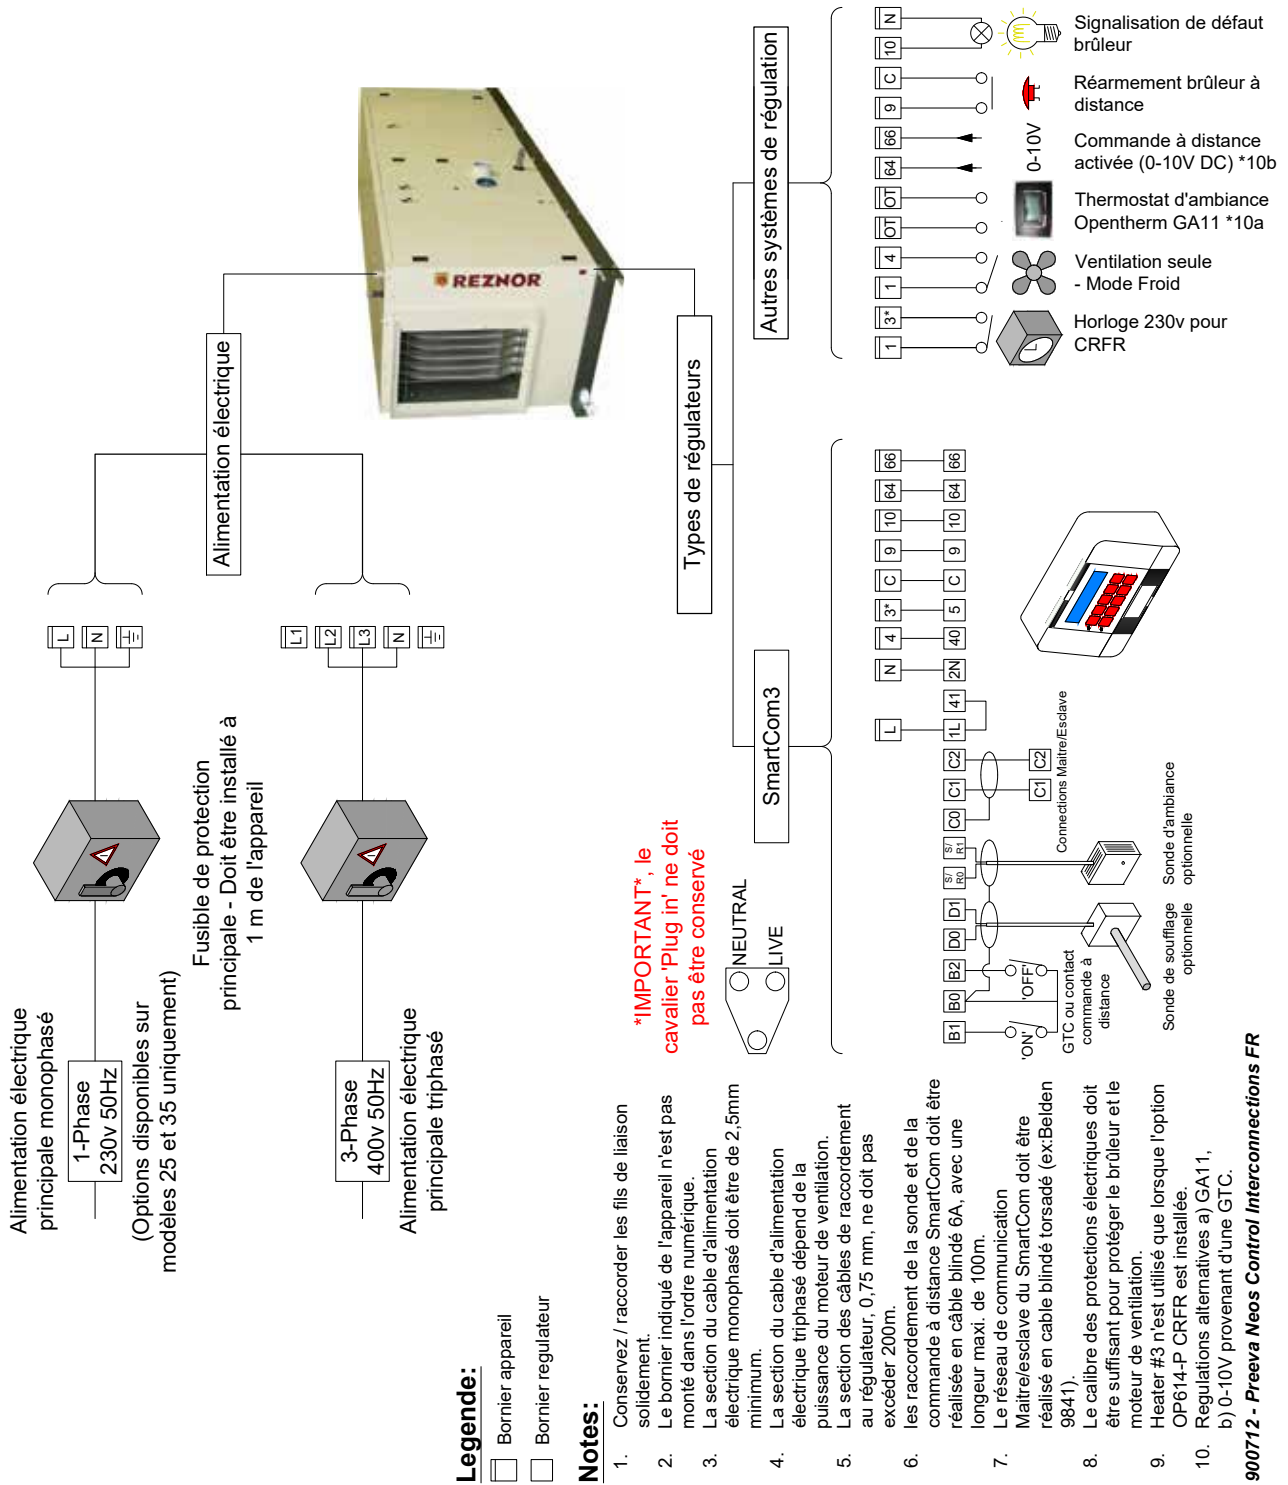 Alimentation électrique
principale monophasé
1-Phase
230v 50Hz
(Options disponibles sur
modèles 25 et 35 uniquement)
Fusible de protection
principale - Doit être installé à
1 m de l'appareil
3-Phase
400v 50Hz
Alimentation électrique
principale triphasé
L
N
L1
L2
L3
N
Alimentation électrique
REZNOR
Types de régulateurs
SmartCom3
Autres systèmes de régulation
*IMPORTANT*, le
cavalier 'Plug in' ne doit
pas être conservé
NEUTRAL
LIVE
L N 4 3* C 9 10 64 66
B1 B0 B2 D0 D1 S/R0 S/R1 C0 C1 C2 1L 41 2N 40 5 C 9 10 64 66
'ON'
'OFF'
GTC ou contact
commande à
distance
Sonde de soufflage
optionnelle
Sonde d'ambiance
optionnelle
C1 C2
Connections Maitre/Esclave
1 3* 1 4 OT OT 64 66 9 C 10 N
Signalisation de défaut
brûleur
Réarmement brûleur à
distance
0-10V
Commande à distance
activée (0-10V DC) *10b
Thermostat d'ambiance
Opentherm GA11 *10a
Ventilation seule
- Mode Froid
Horloge 230v pour
CRFR
Legende:
Bornier appareil
Bornier regulateur
Notes:
1. Conservez / raccorder les fils de liaison
solidement.
2. Le bornier indiqué de l'appareil n'est pas
monté dans l'ordre numérique.
3. La section du cable d'alimentation
électrique monophasé doit être de 2,5mm
minimum.
4. La section du cable d'alimentation
électrique triphasé dépend de la
puissance du moteur de ventilation.
5. La section des câbles de raccordement
au régulateur, 0,75 mm, ne doit pas
excéder 200m.
6. les raccordement de la sonde et de la
commande à distance SmartCom doit être
réalisée en câble blindé 6A, avec une
longeur maxi. de 100m.
7. Le réseau de communication
Maitre/esclave du SmartCom doit être
réalisé en cable blindé torsadé (ex:Belden
9841).
8. Le calibre des protections électriques doit
être suffisant pour protéger le brûleur et le
moteur de ventilation.
9. Heater #3 n'est utilisé que lorsque l'option
OP614-P CRFR est installée.
10. Regulations alternatives a) GA11,
b) 0-10V provenant d'une GTC.
900712 - Preeva Neos Control Interconnections FR